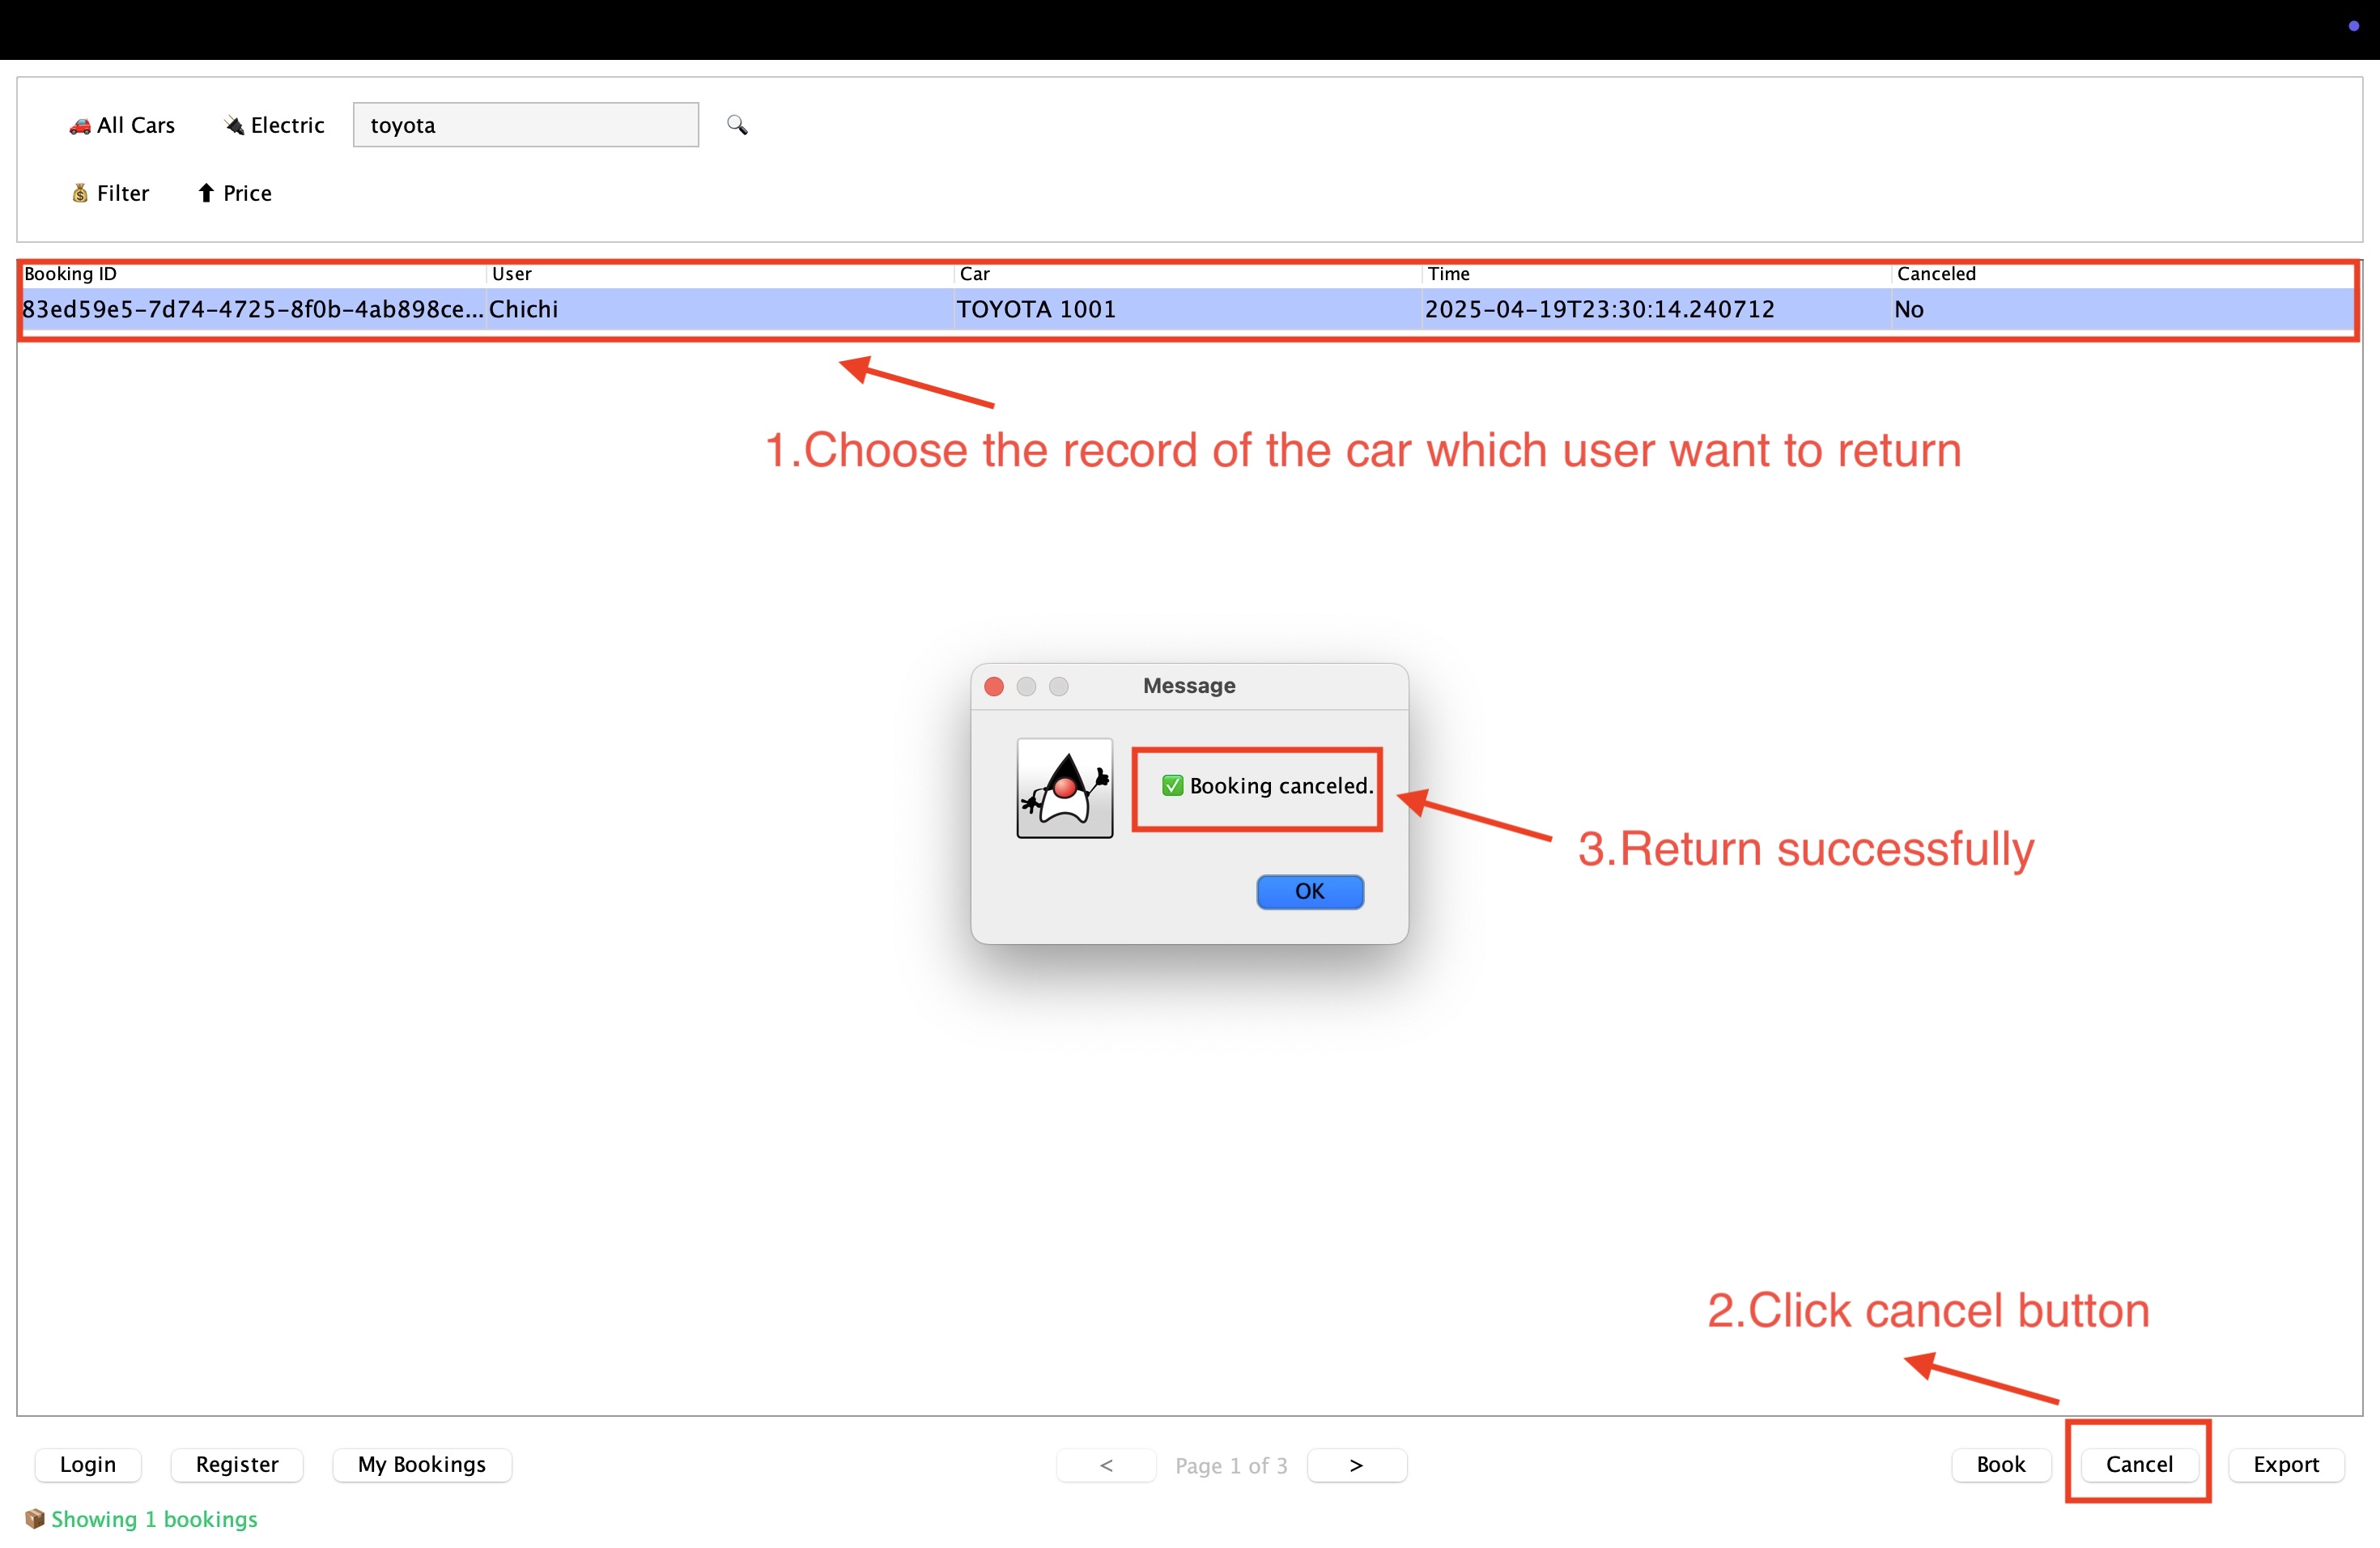 🚗 All Cars 🔌 Electric toyota 🔍
💰 Filter ⬆ Price
Booking ID User Car Time Canceled
83ed59e5-7d74-4725-8f0b-4ab898ce... Chichi TOYOTA 1001 2025-04-19T23:30:14.240712 No
1.Choose the record of the car which user want to return
Message
✅ Booking canceled.
OK
3.Return successfully
2.Click cancel button
Login Register My Bookings < Page 1 of 3 > Book Cancel Export
📦 Showing 1 bookings